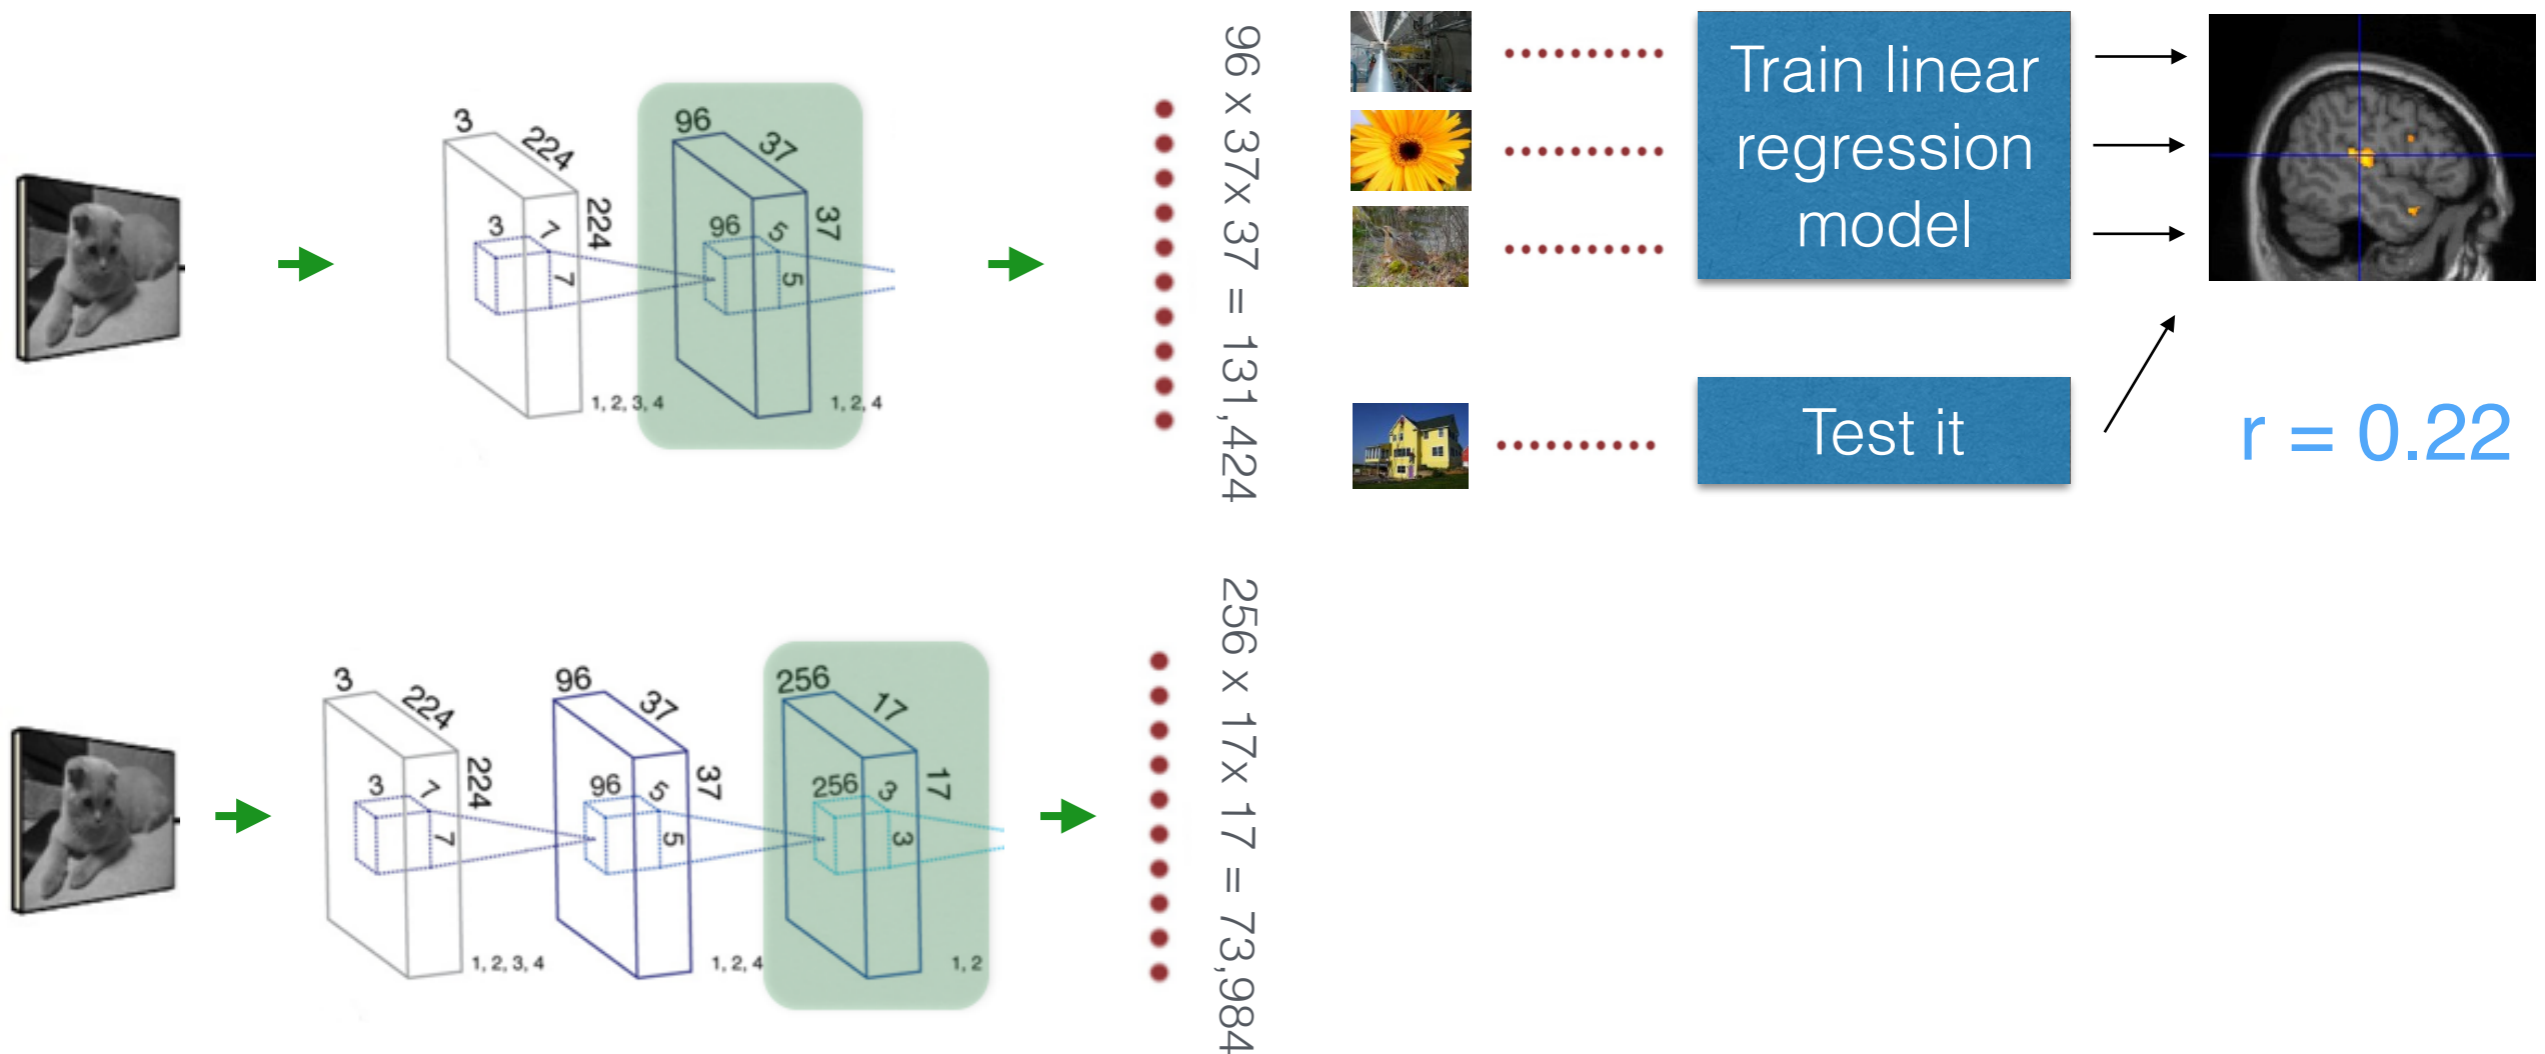 3
224
224
3
7
7
1, 2, 3, 4
96
37
37
96
5
5
1, 2, 4
96 x 37x 37 = 131,424
Train linear
regression
model
Test it
r = 0.22
3
224
224
3
7
7
1, 2, 3, 4
96
37
37
96
5
5
1, 2, 4
256
17
17
256
3
3
1, 2
256 x 17x 17 = 73,984